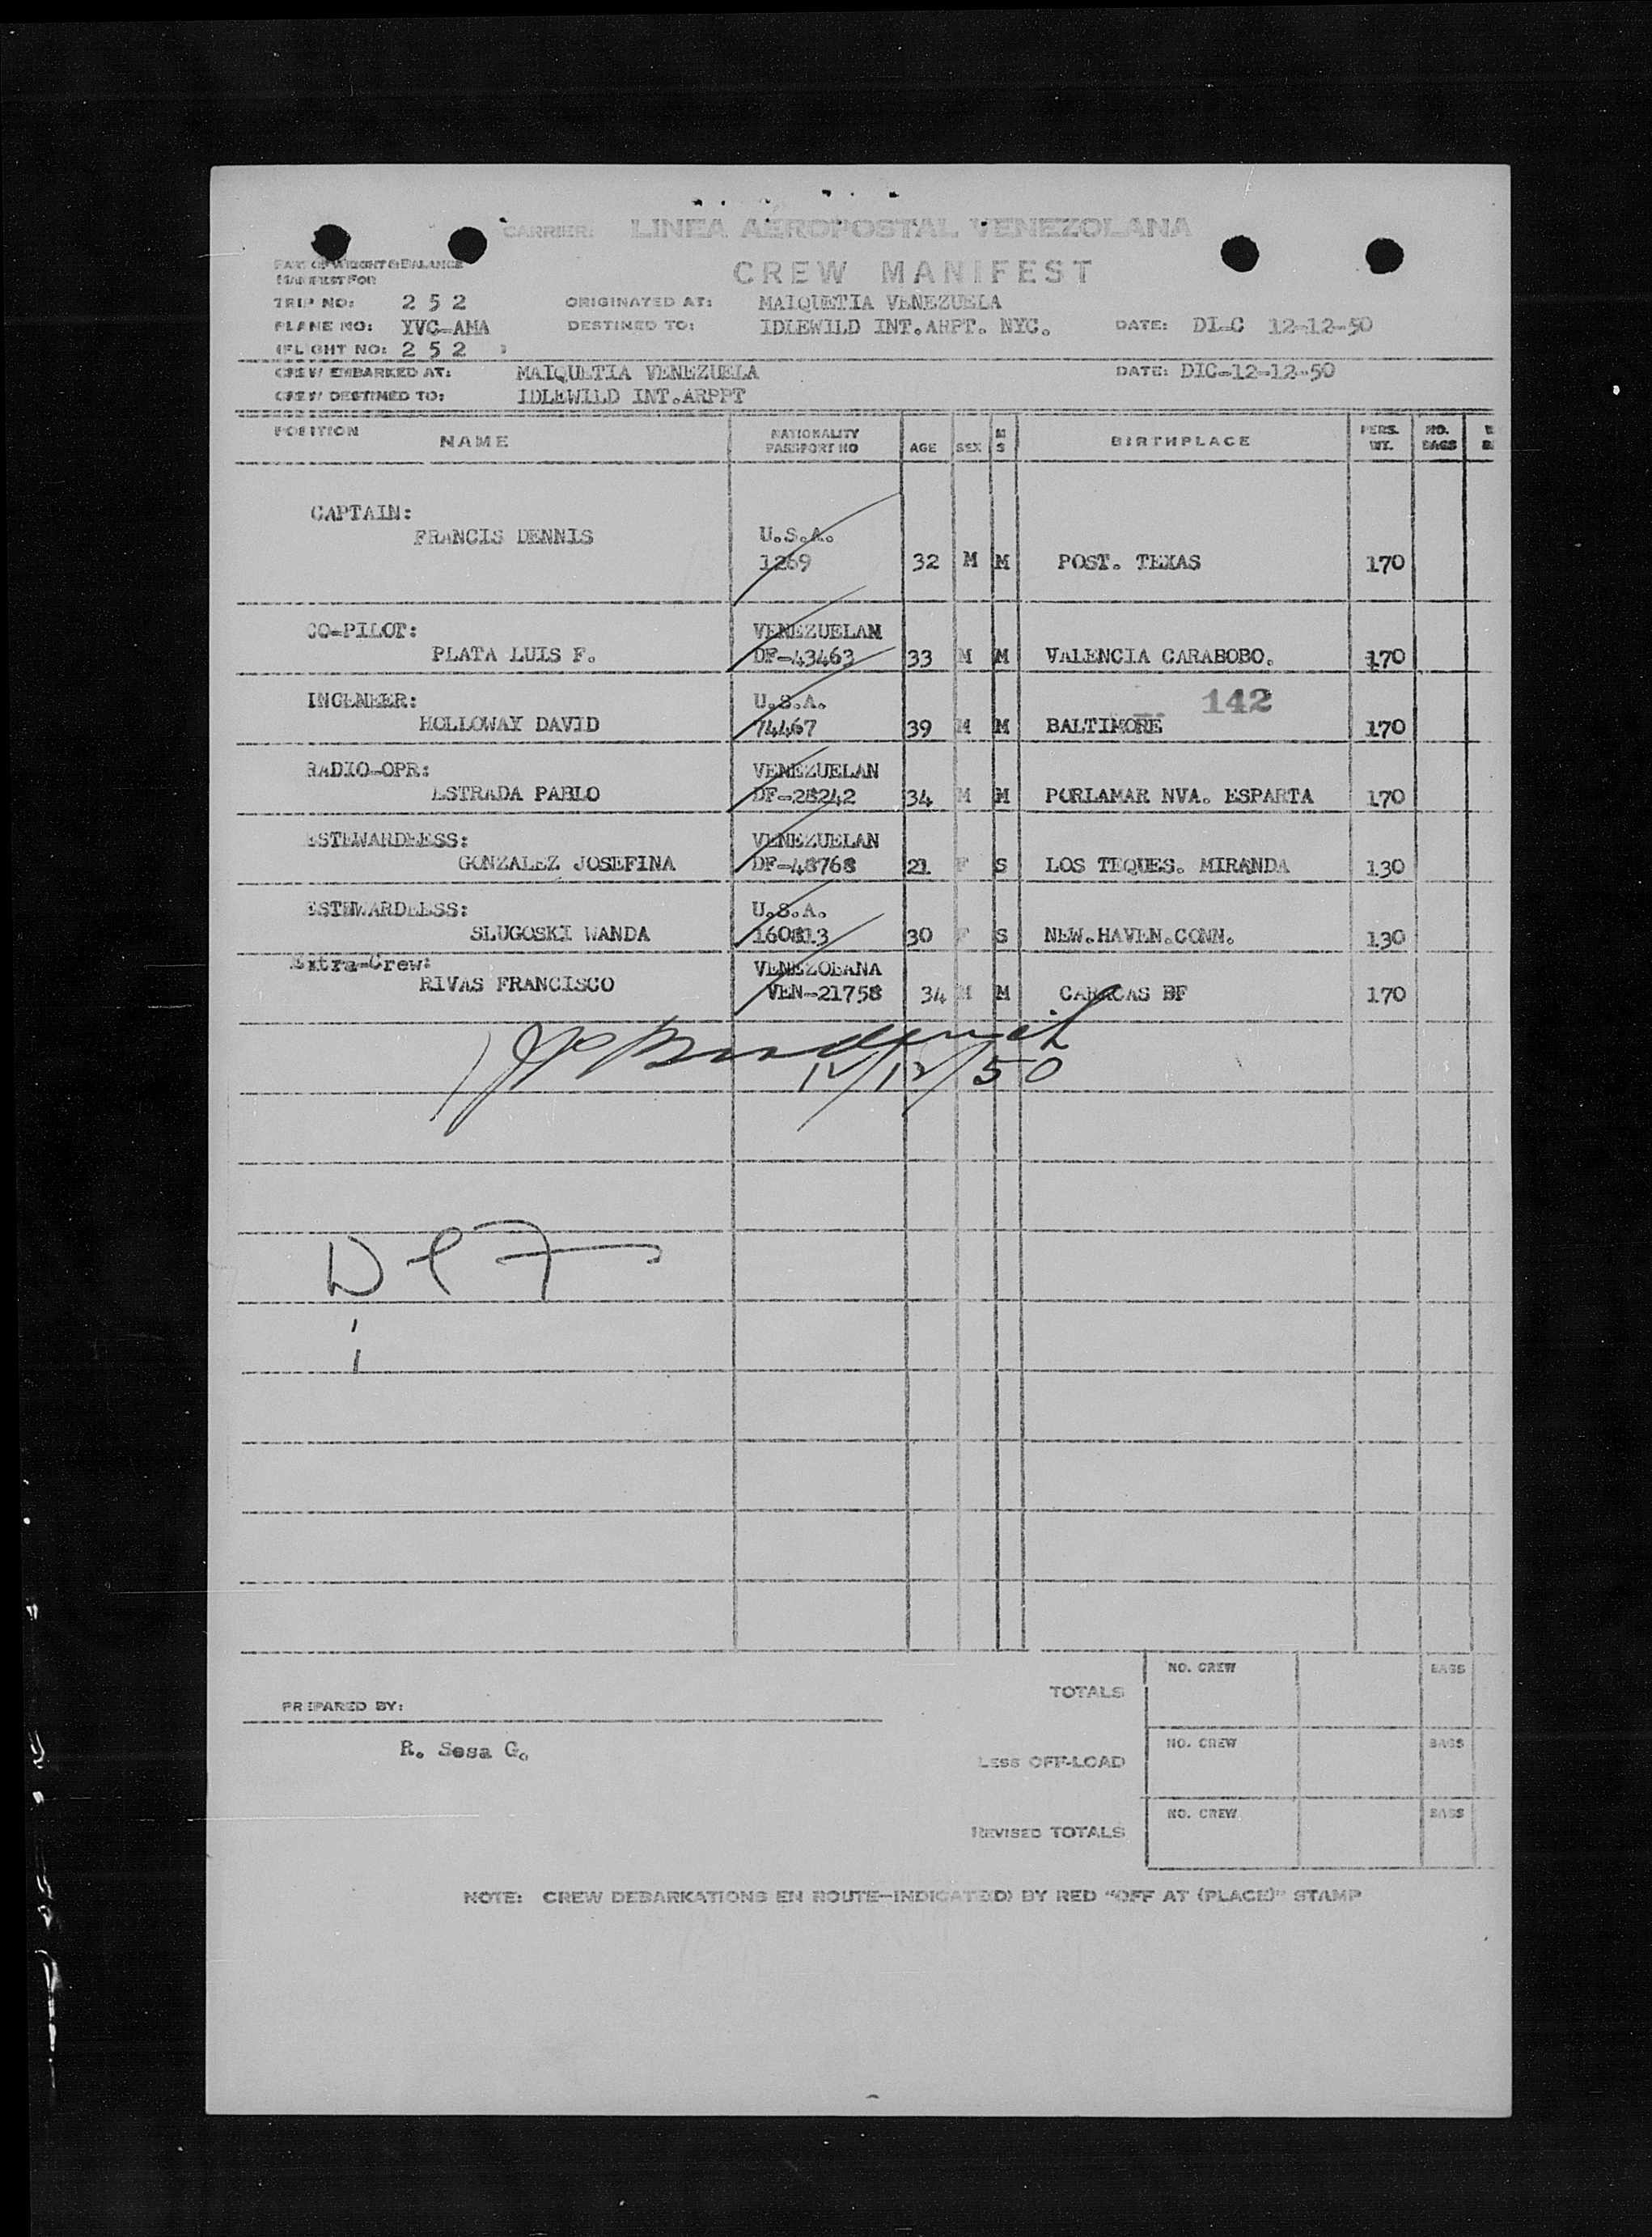 CARRIER: LINEA AEROPOSTAL VENEZOLANA
PART OF WEIGHT & BALANCE
MANIFEST FOR
CREW MANIFEST
TRIP NO: 252 ORIGINATED AT: MAIQUETIA VENEZUELA
PLANE NO: YVC-AMA DESTINED TO: IDLEWILD INT.ARPT. NYC. DATE: DI-C 12-12-50
(FLIGHT NO: 252 )
CREW EMBARKED AT: MAIQUETIA VENEZUELA DATE: DIC-12-12-50
CREW DESTINED TO: IDLEWILD INT.ARPPT
POSITION NAME NATIONALITY PASSPORT NO AGE SEX M S BIRTHPLACE PERS. WT. NO. BAGS
CAPTAIN:
FRANCIS DENNIS U.S.A.
1269 32 M M POST. TEXAS 170
CO-PILOT: VENEZUELAN
PLATA LUIS F. DF-43463 33 M M VALENCIA CARABOBO. 170
INGENEER: U.S.A. 142
HOLLOWAY DAVID 74467 39 M M BALTIMORE 170
RADIO-OPR: VENEZUELAN
ESTRADA PABLO DF-28242 34 M M PORLAMAR NVA. ESPARTA 170
ESTEWARDEESS: VENEZUELAN
GONZALEZ JOSEFINA DF-48768 21 F S LOS TEQUES. MIRANDA 130
ESTEWARDEESS: U.S.A.
SLUGOSKI WANDA 30 F S NEW.HAVEN.CONN. 130
Extra-Crew: VENEZOLANA
RIVAS FRANCISCO VEN-21758 34 M M CARACAS DF 170
12/12/50
TOTALS NO. CREW BAGS
PREPARED BY:
R. Sosa G.
LESS OFF-LOAD NO. CREW BAGS
REVISED TOTALS NO. CREW BAGS
NOTE: CREW DEBARKATIONS EN ROUTE-INDICATED BY RED "OFF AT (PLACE)" STAMP